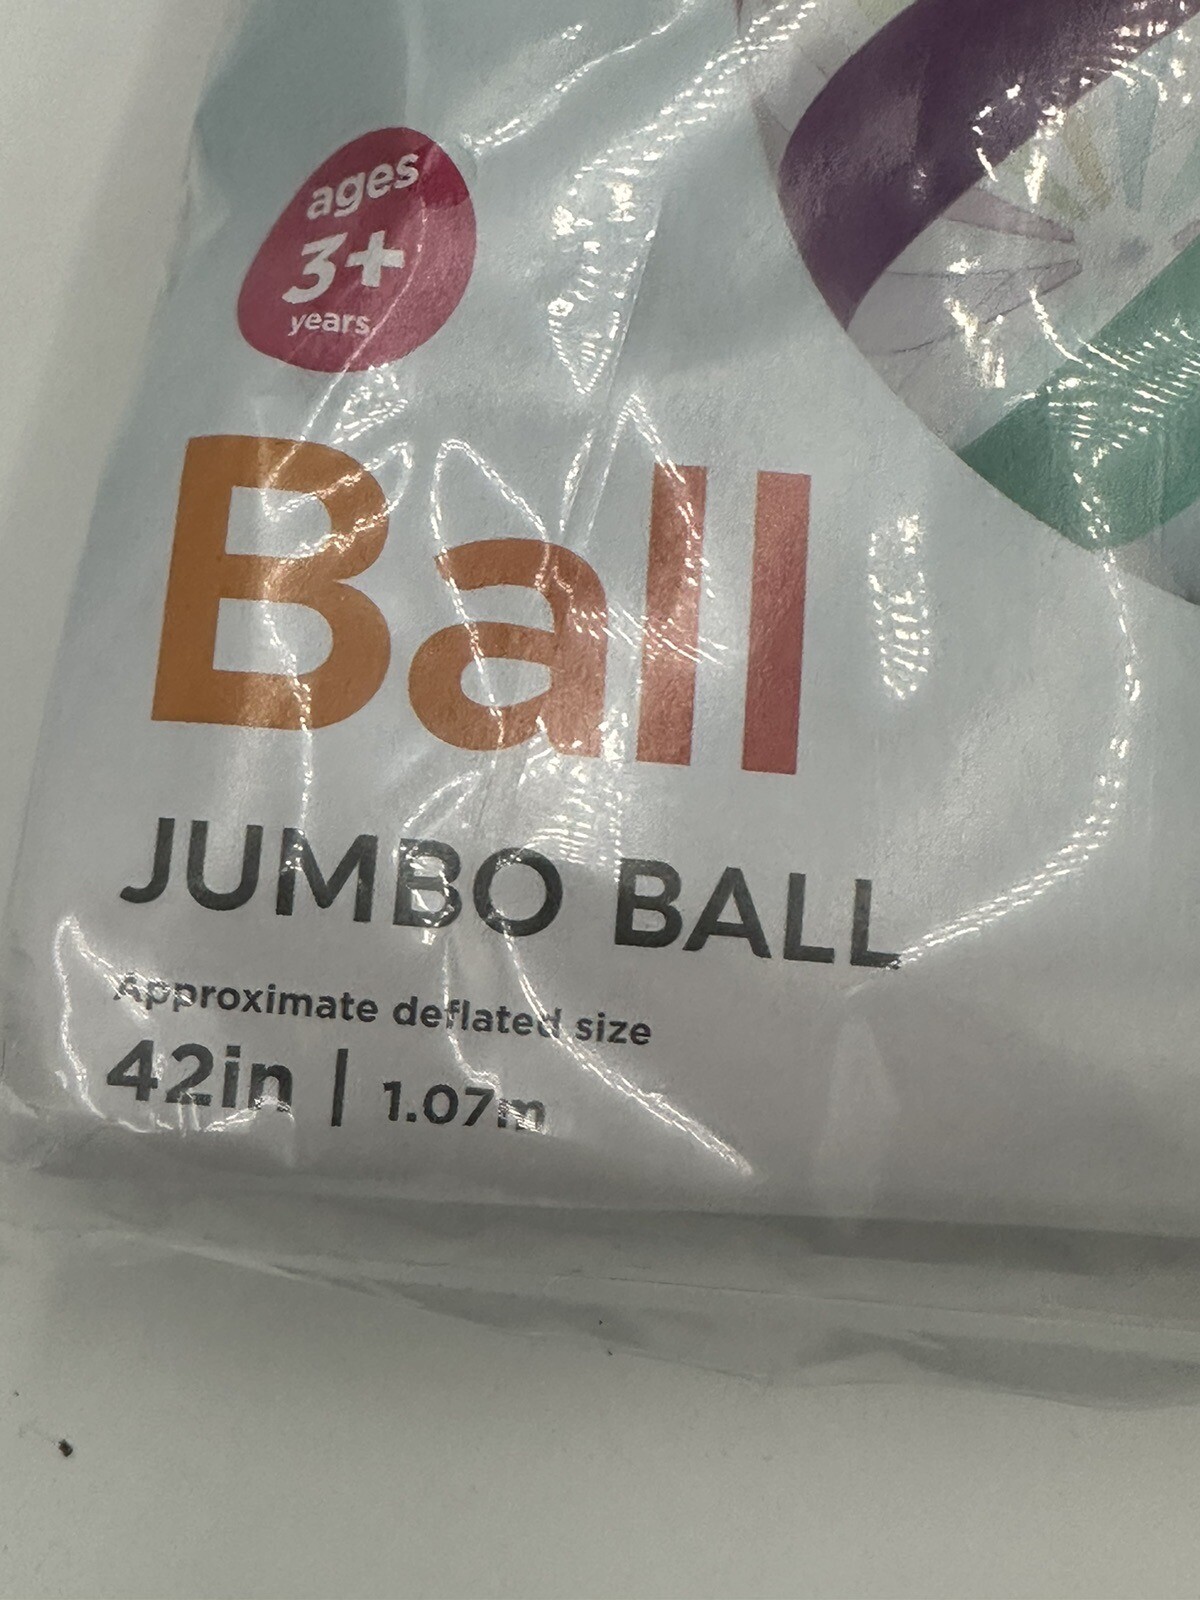 ages
3+
years
Ball
JUMBO BALL
Approximate deflated size
42in | 1.07m